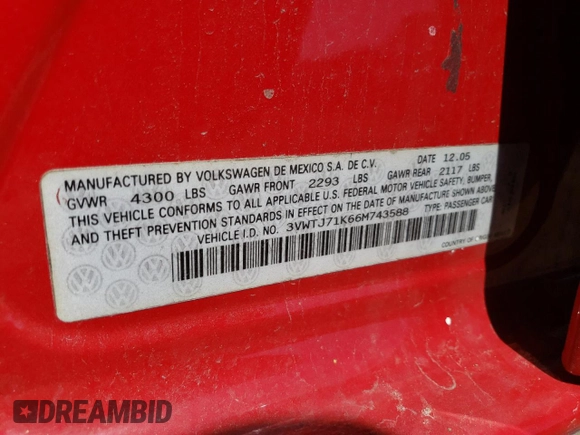 MANUFACTURED BY VOLKSWAGEN DE MEXICO S.A. DE C.V. DATE 12.05
GVWR 4300 LBS GAWR FRONT 2293 LBS GAWR REAR 2117 LBS
THIS VEHICLE CONFORMS TO ALL APPLICABLE U.S. FEDERAL MOTOR VEHICLE SAFETY, BUMPER,
AND THEFT PREVENTION STANDARDS IN EFFECT ON THE DATE OF MANUFACTURE SHOWN ABOVE
VEHICLE I.D. NO. 3VWTJ71K66M743588 TYPE: PASSENGER CAR
COUNTRY OF
DREAMBID